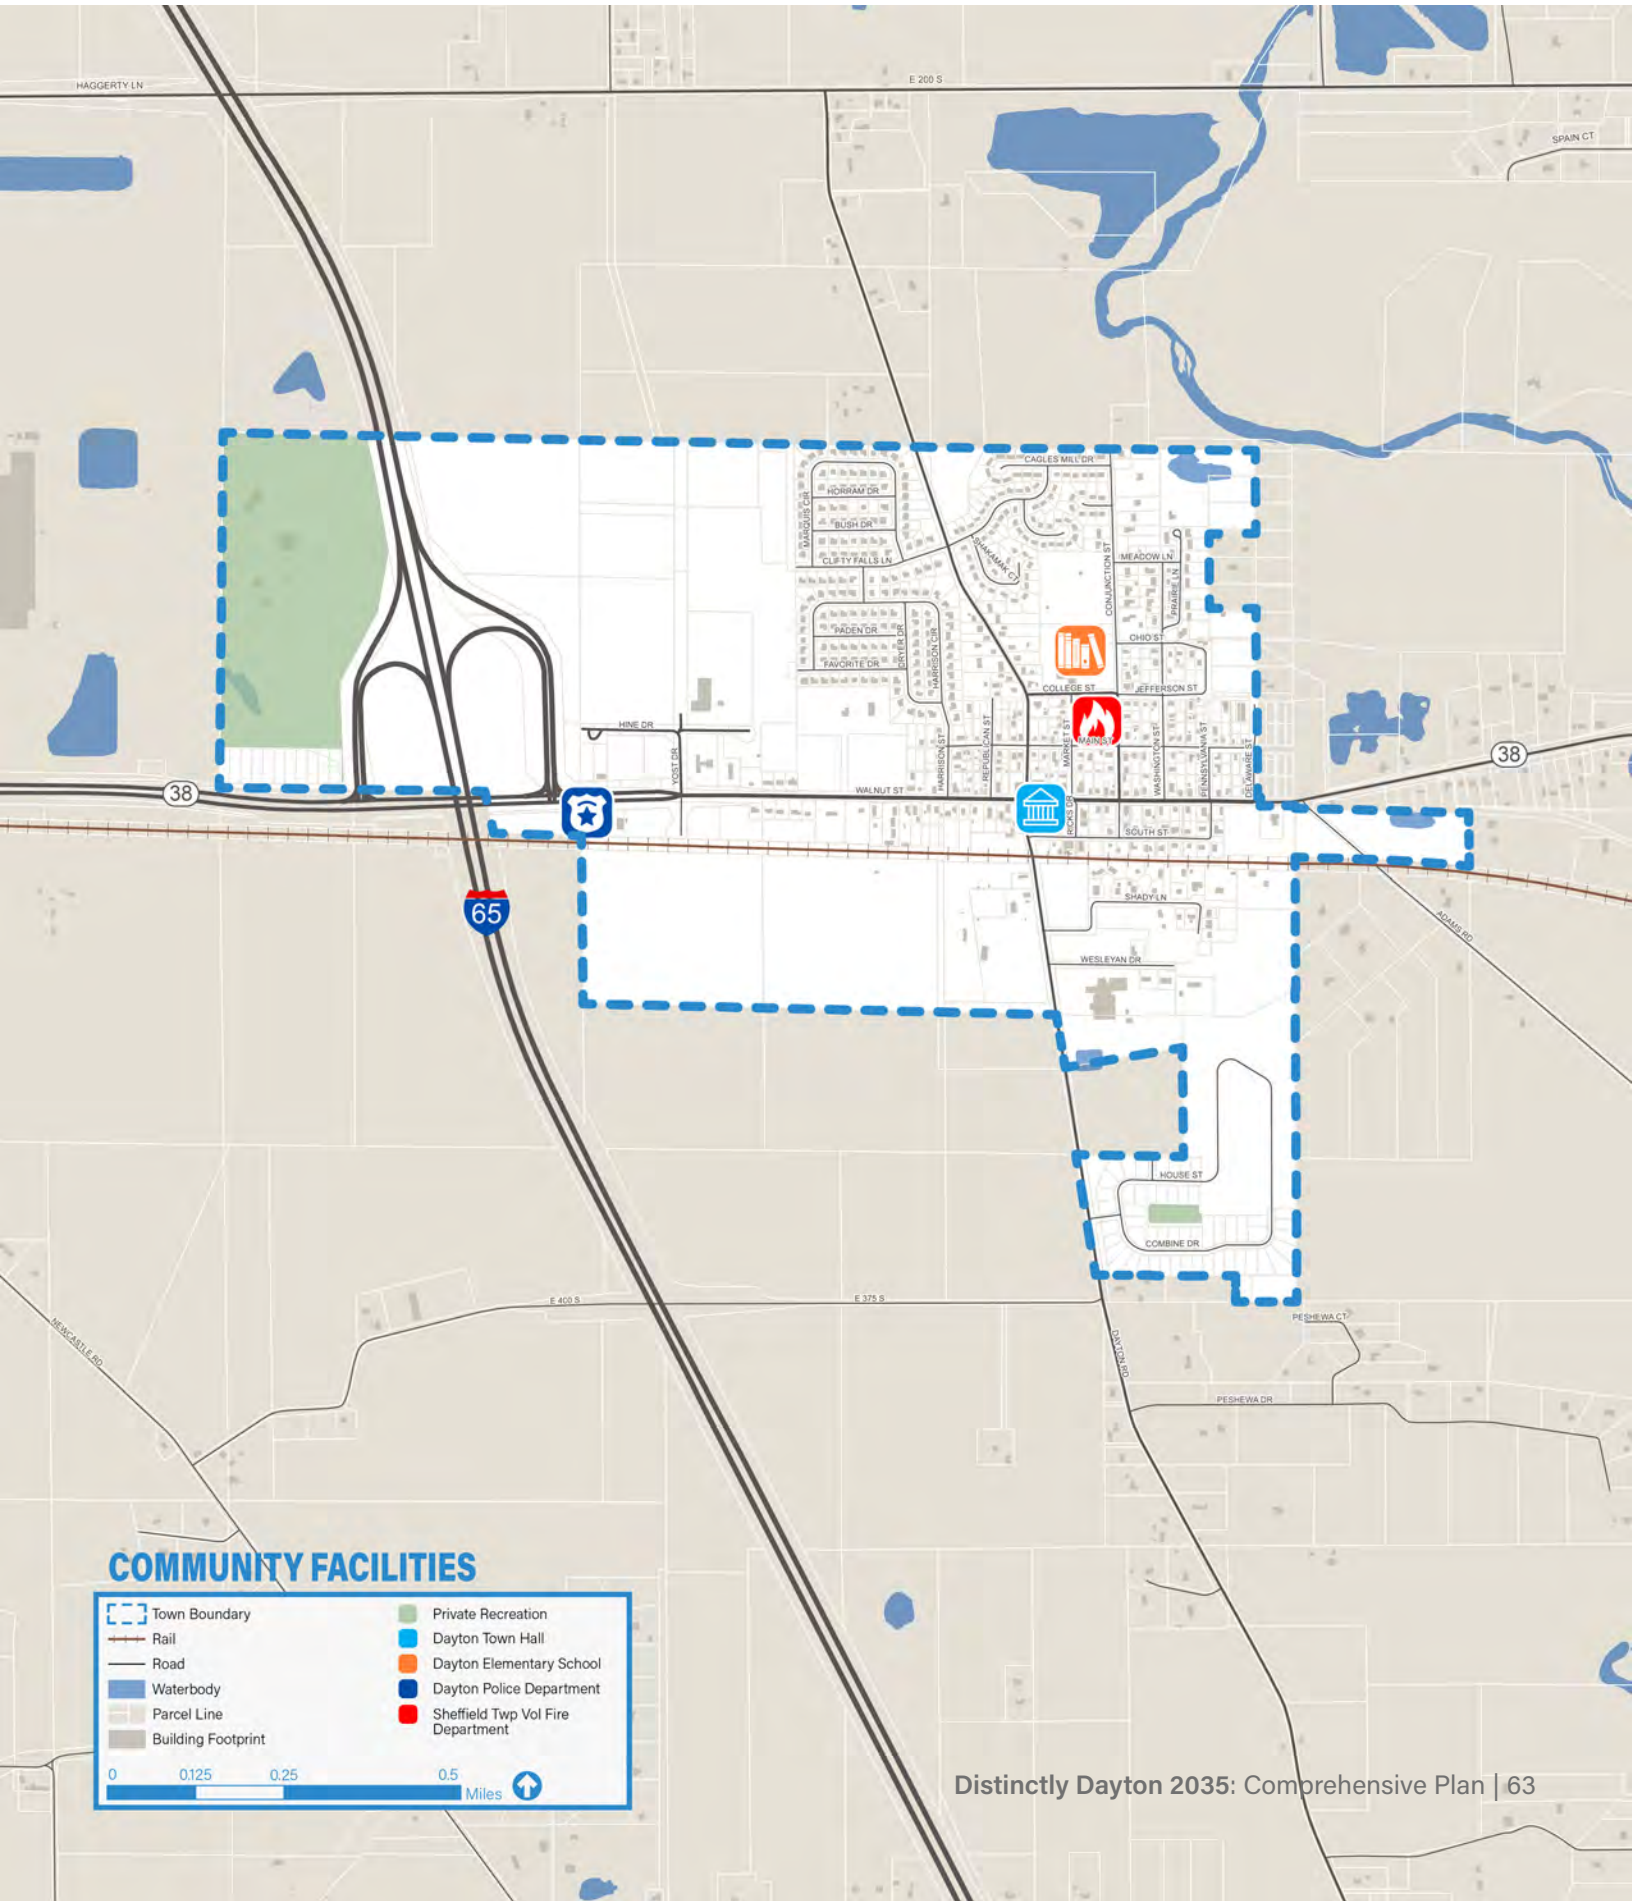 HAGGERTY LN
E 200 S
SPAIN CT
CAGLES MILL DR
HORRAM DR
MARQUIS CIR
BUSH DR
CLIFTY FALLS LN
SHAKAMAK CT
CONJUNCTION ST
MEADOW LN
PRAIRIE LN
PADEN DR
DRYER DR
HARRISON CIR
FAVORITE DR
OHIO ST
COLLEGE ST
JEFFERSON ST
HINE DR
YOST DR
HARRISON ST
REPUBLICAN ST
MARKET ST
MAIN ST
WASHINGTON ST
PENNSYLVANIA ST
DELAWARE ST
38
38
WALNUT ST
RICKS DR
SOUTH ST
65
SHADY LN
ADAMS RD
WESLEYAN DR
HOUSE ST
COMBINE DR
E 400 S
E 375 S
PESHEWA CT
NEWCASTLE RD
DAYTON RD
PESHEWA DR
COMMUNITY FACILITIES
Town Boundary
Rail
Road
Waterbody
Parcel Line
Building Footprint
Private Recreation
Dayton Town Hall
Dayton Elementary School
Dayton Police Department
Sheffield Twp Vol Fire
Department
0 0.125 0.25 0.5
Miles
Distinctly Dayton 2035: Comprehensive Plan | 63